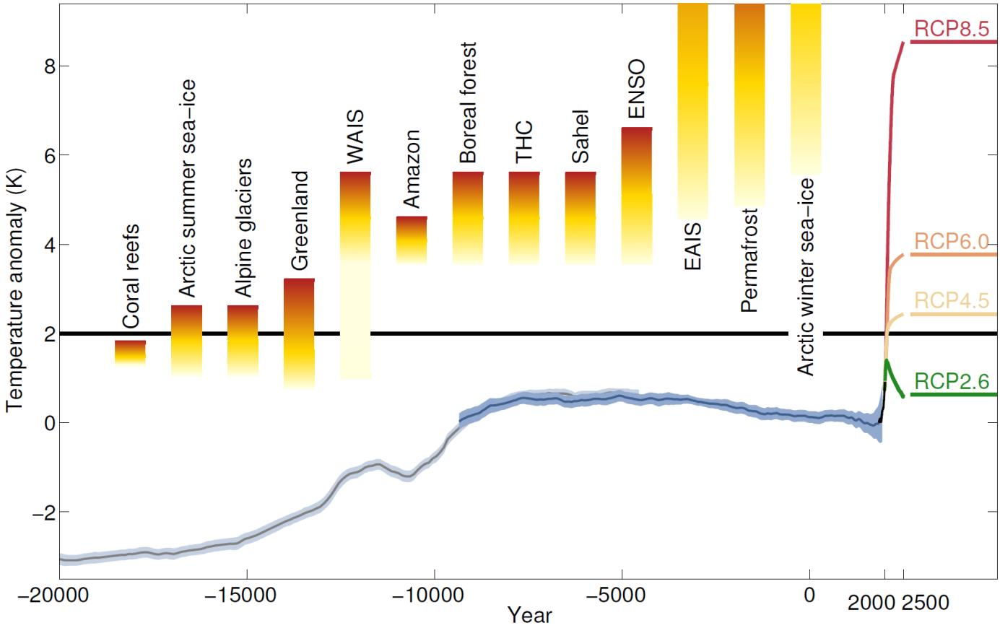 Temperature anomaly (K)
8
6
4
2
0
−2
Coral reefs
Arctic summer sea−ice
Alpine glaciers
Greenland
WAIS
Amazon
Boreal forest
THC
Sahel
ENSO
EAIS
Permafrost
Arctic winter sea−ice
RCP8.5
RCP6.0
RCP4.5
RCP2.6
−20000
−15000
−10000
−5000
0
2000
2500
Year